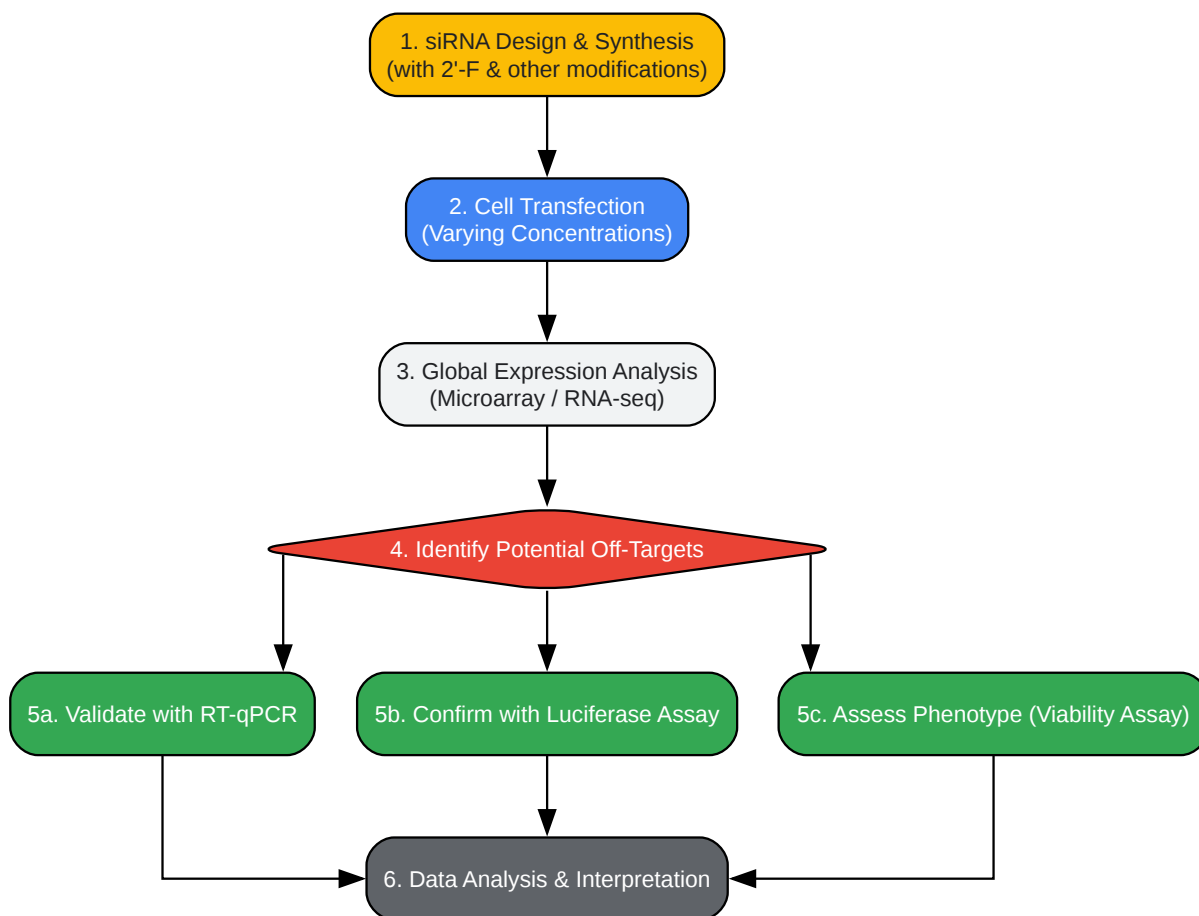 1. siRNA Design & Synthesis
(with 2'-F & other modifications)
2. Cell Transfection
(Varying Concentrations)
3. Global Expression Analysis
(Microarray / RNA-seq)
4. Identify Potential Off-Targets
5a. Validate with RT-qPCR
5b. Confirm with Luciferase Assay
5c. Assess Phenotype (Viability Assay)
6. Data Analysis & Interpretation